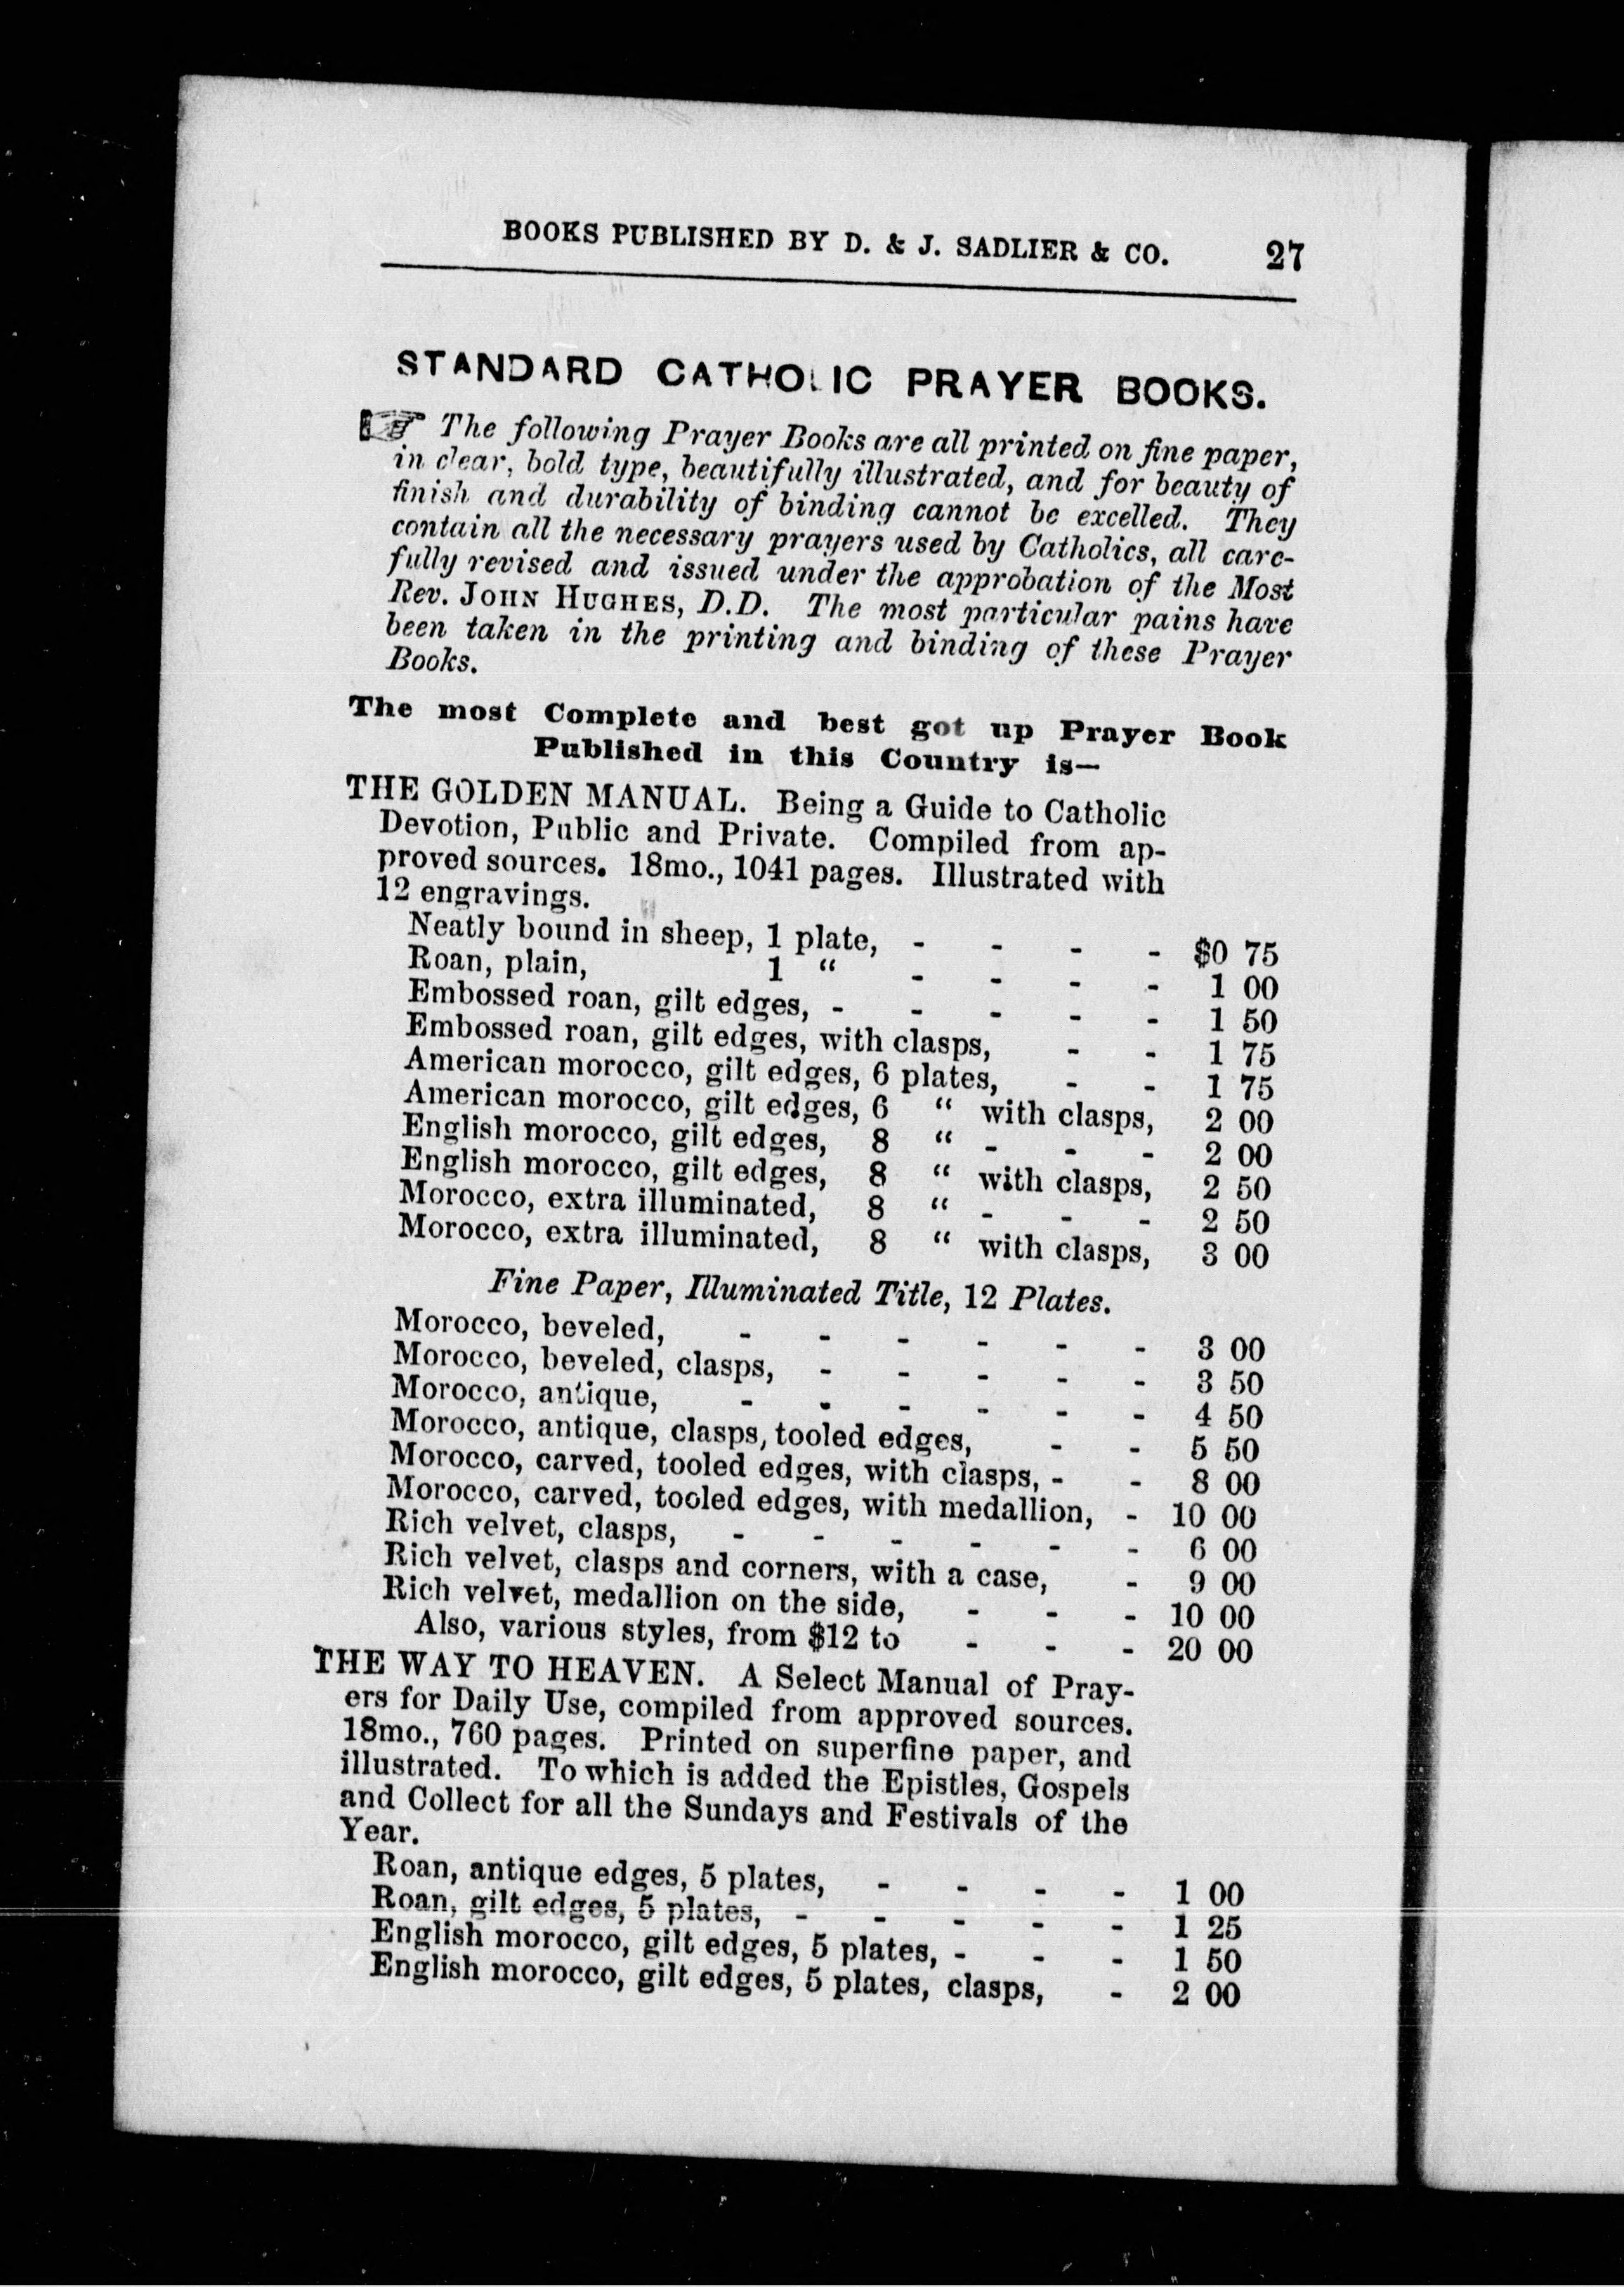 BOOKS PUBLISHED BY D. & J. SADLIER & CO. 27
STANDARD CATHOLIC PRAYER BOOKS.
☞ The following Prayer Books are all printed on fine paper,
in clear, bold type, beautifully illustrated, and for beauty of
finish and durability of binding cannot be excelled. They
contain all the necessary prayers used by Catholics, all care-
fully revised and issued under the approbation of the Most
Rev. JOHN HUGHES, D.D. The most particular pains have
been taken in the printing and binding of these Prayer
Books.
The most Complete and best got up Prayer Book
Published in this Country is—
THE GOLDEN MANUAL. Being a Guide to Catholic
Devotion, Public and Private. Compiled from ap-
proved sources. 18mo., 1041 pages. Illustrated with
12 engravings.
Neatly bound in sheep, 1 plate, - - - - $0 75
Roan, plain, 1 “ - - - - 1 00
Embossed roan, gilt edges, - - - - - 1 50
Embossed roan, gilt edges, with clasps, - - 1 75
American morocco, gilt edges, 6 plates, - - 1 75
American morocco, gilt edges, 6 “ with clasps, 2 00
English morocco, gilt edges, 8 “ - - - 2 00
English morocco, gilt edges, 8 “ with clasps, 2 50
Morocco, extra illuminated, 8 “ - - - 2 50
Morocco, extra illuminated, 8 “ with clasps, 3 00
Fine Paper, Illuminated Title, 12 Plates.
Morocco, beveled, - - - - - - 3 00
Morocco, beveled, clasps, - - - - - 3 50
Morocco, antique, - - - - - - 4 50
Morocco, antique, clasps, tooled edges, - - 5 50
Morocco, carved, tooled edges, with clasps, - - 8 00
Morocco, carved, tooled edges, with medallion, - 10 00
Rich velvet, clasps, - - - - - - 6 00
Rich velvet, clasps and corners, with a case, - 9 00
Rich velvet, medallion on the side, - - - 10 00
Also, various styles, from $12 to - - - 20 00
THE WAY TO HEAVEN. A Select Manual of Pray-
ers for Daily Use, compiled from approved sources.
18mo., 760 pages. Printed on superfine paper, and
illustrated. To which is added the Epistles, Gospels
and Collect for all the Sundays and Festivals of the
Year.
Roan, antique edges, 5 plates, - - - - 1 00
Roan, gilt edges, 5 plates, - - - - - 1 25
English morocco, gilt edges, 5 plates, - - - 1 50
English morocco, gilt edges, 5 plates, clasps, - 2 00